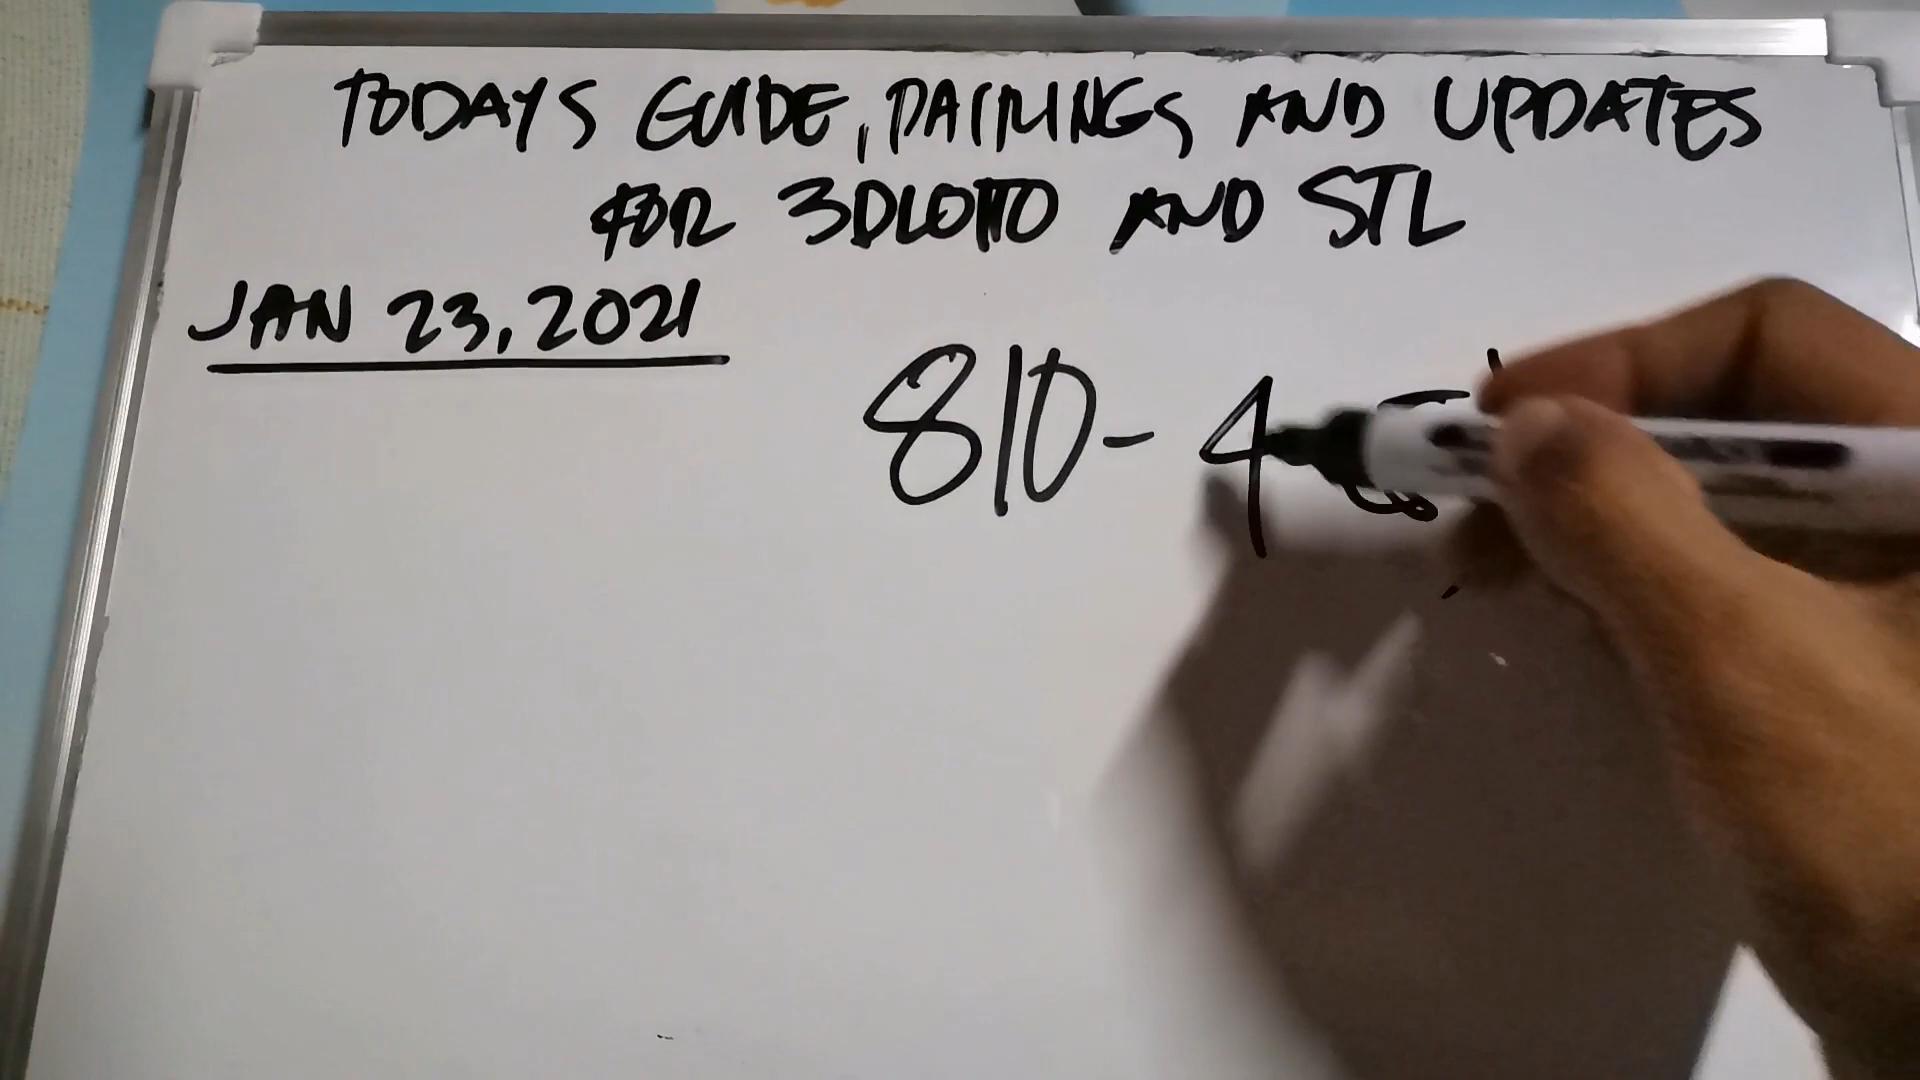 TODAYS GUIDE, PAIRINGS AND UPDATES
FOR 3DLOTTO AND STL
JAN 23, 2021
810- 4